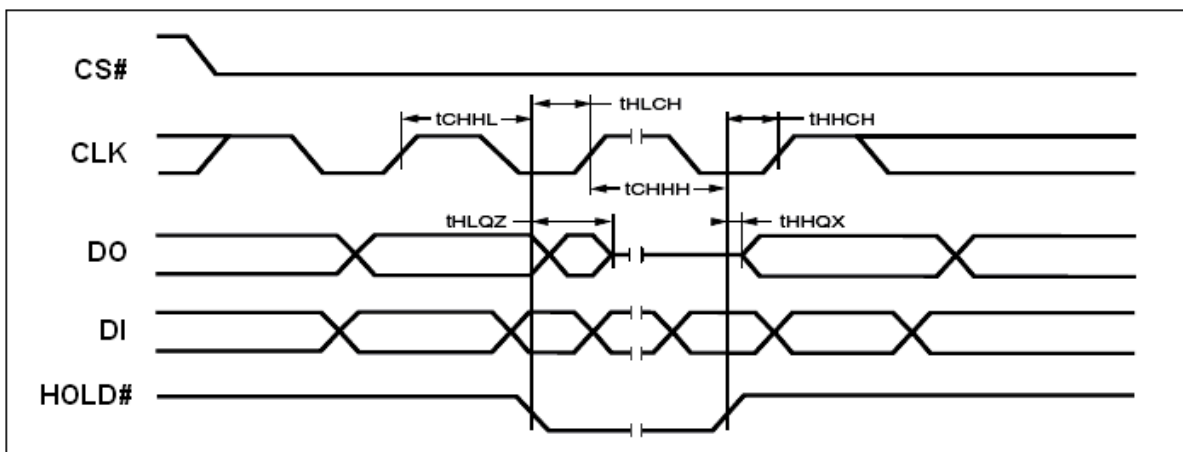 CS#
tHLCH
tCHHL
tHHCH
CLK
tCHHH
tHLQZ
tHHQX
DO
DI
HOLD#